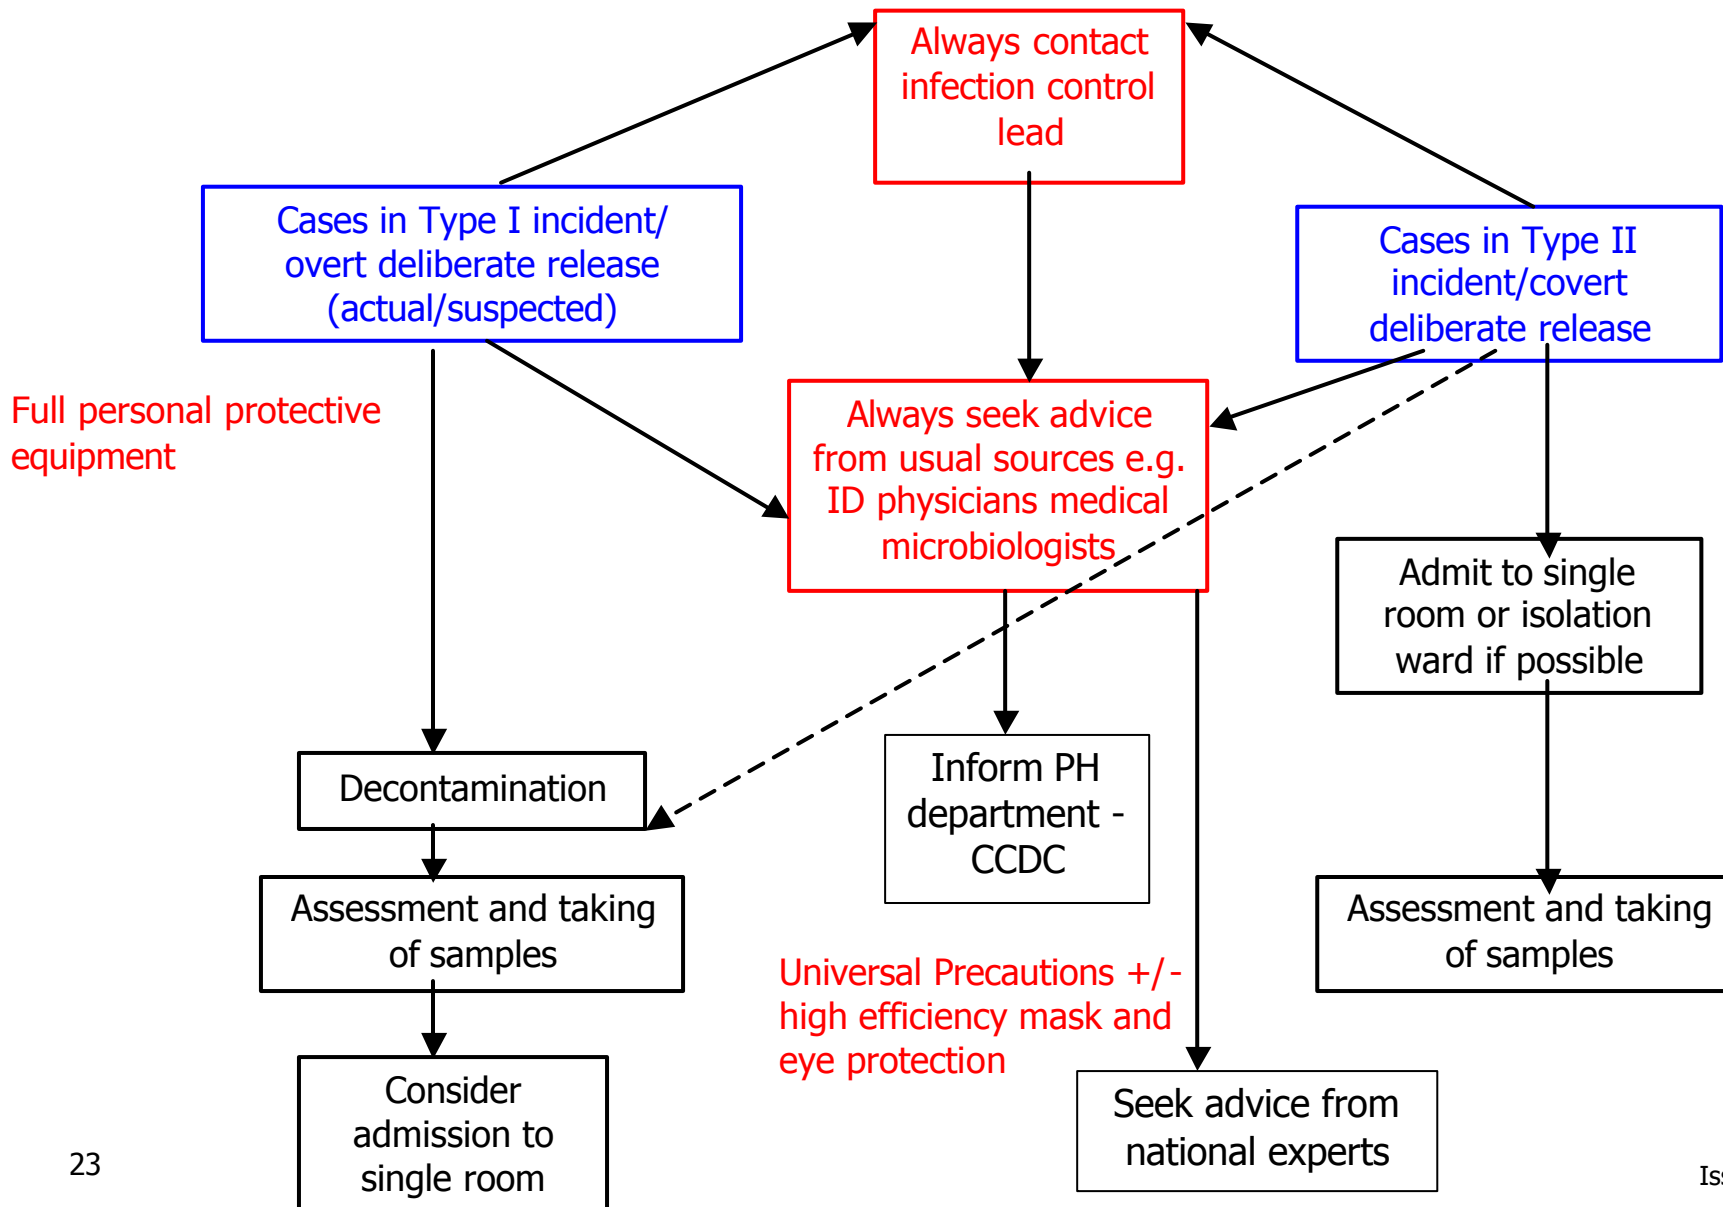 Always contact
infection control
lead
Cases in Type I incident/
overt deliberate release
(actual/suspected)
Cases in Type II
incident/covert
deliberate release
Full personal protective
equipment
Always seek advice
from usual sources e.g.
ID physicians medical
microbiologists
Admit to single
room or isolation
ward if possible
Decontamination
Inform PH
department -
CCDC
Assessment and taking
of samples
Assessment and taking
of samples
Universal Precautions +/-
high efficiency mask and
eye protection
Consider
admission to
single room
Seek advice from
national experts
23
Iss